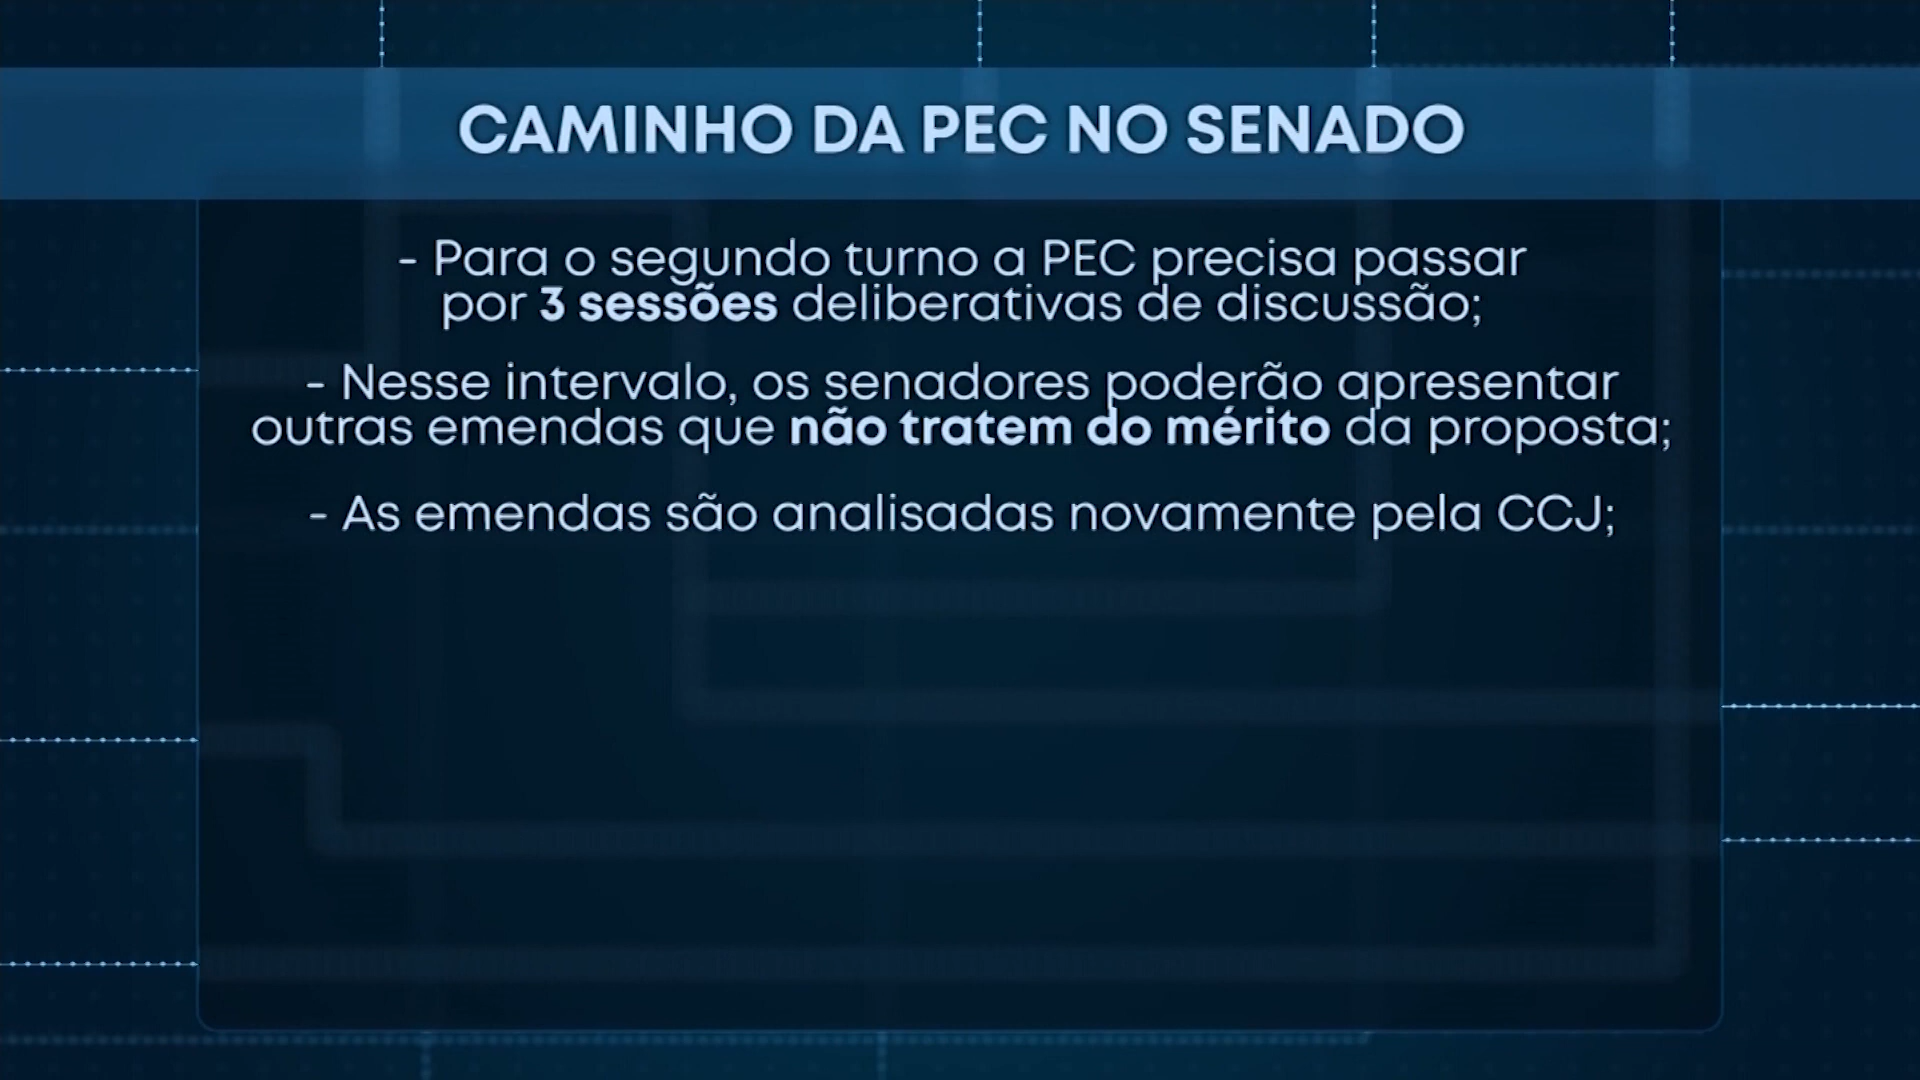 CAMINHO DA PEC NO SENADO
- Para o segundo turno a PEC precisa passar
por 3 sessões deliberativas de discussão;
- Nesse intervalo, os senadores poderão apresentar
outras emendas que não tratem do mérito da proposta;
- As emendas são analisadas novamente pela CCJ;